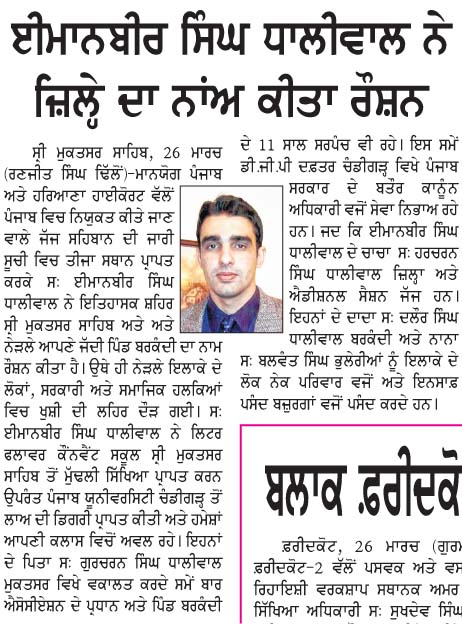 ਈਮਾਨਬੀਰ ਸਿੰਘ ਧਾਲੀਵਾਲ ਨੇ
ਜ਼ਿਲ੍ਹੇ ਦਾ ਨਾਂਅ ਕੀਤਾ ਰੌਸ਼ਨ
ਸ੍ਰੀ ਮੁਕਤਸਰ ਸਾਹਿਬ, 26 ਮਾਰਚ
(ਰਣਜੀਤ ਸਿੰਘ ਢਿੱਲੋਂ)-ਮਾਨਯੋਗ ਪੰਜਾਬ
ਅਤੇ ਹਰਿਆਣਾ ਹਾਈਕੋਰਟ ਵੱਲੋਂ
ਪੰਜਾਬ ਵਿਚ ਨਿਯੁਕਤ ਕੀਤੇ ਜਾਣ
ਵਾਲੇ ਜੱਜ ਸਹਿਬਾਨ ਦੀ ਜਾਰੀ
ਸੂਚੀ ਵਿਚ ਤੀਜਾ ਸਥਾਨ ਪ੍ਰਾਪਤ
ਕਰਕੇ ਸ: ਈਮਾਨਬੀਰ ਸਿੰਘ
ਧਾਲੀਵਾਲ ਨੇ ਇਤਿਹਾਸਕ ਸ਼ਹਿਰ
ਸ੍ਰੀ ਮੁਕਤਸਰ ਸਾਹਿਬ ਅਤੇ ਅਤੇ
ਨੇੜਲੇ ਆਪਣੇ ਜੱਦੀ ਪਿੰਡ ਬਰਕੰਦੀ ਦਾ ਨਾਮ
ਰੌਸ਼ਨ ਕੀਤਾ ਹੈ। ਉਥੇ ਹੀ ਨੇੜਲੇ ਇਲਾਕੇ ਦੇ
ਲੋਕਾਂ, ਸਰਕਾਰੀ ਅਤੇ ਸਮਾਜਿਕ ਹਲਕਿਆਂ
ਵਿਚ ਖੁਸ਼ੀ ਦੀ ਲਹਿਰ ਦੌੜ ਗਈ। ਸ:
ਈਮਾਨਬੀਰ ਸਿੰਘ ਧਾਲੀਵਾਲ ਨੇ ਲਿਟਰ
ਫਲਾਵਰ ਕੌਨਵੈਂਟ ਸਕੂਲ ਸ੍ਰੀ ਮੁਕਤਸਰ
ਸਾਹਿਬ ਤੋਂ ਮੁੱਢਲੀ ਸਿੱਖਿਆ ਪ੍ਰਾਪਤ ਕਰਨ
ਉਪਰੰਤ ਪੰਜਾਬ ਯੂਨੀਵਰਸਿਟੀ ਚੰਡੀਗੜ੍ਹ ਤੋਂ
ਲਾਅ ਦੀ ਡਿਗਰੀ ਪ੍ਰਾਪਤ ਕੀਤੀ ਅਤੇ ਹਮੇਸ਼ਾਂ
ਆਪਣੀ ਕਲਾਸ ਵਿਚੋਂ ਅਵਲ ਰਹੇ। ਇਹਨਾਂ
ਦੇ ਪਿਤਾ ਸ: ਗੁਰਚਰਨ ਸਿੰਘ ਧਾਲੀਵਾਲ
ਮੁਕਤਸਰ ਵਿਖੇ ਵਕਾਲਤ ਕਰਦੇ ਸਮੇਂ ਬਾਰ
ਐਸੋਸੀਏਸ਼ਨ ਦੇ ਪ੍ਰਧਾਨ ਅਤੇ ਪਿੰਡ ਬਰਕੰਦੀ
ਦੇ 11 ਸਾਲ ਸਰਪੰਚ ਵੀ ਰਹੇ। ਇਸ ਸਮੇਂ
ਡੀ.ਜੀ.ਪੀ ਦਫ਼ਤਰ ਚੰਡੀਗੜ੍ਹ ਵਿਖੇ ਪੰਜਾਬ
ਸਰਕਾਰ ਦੇ ਬਤੌਰ ਕਾਨੂੰਨ
ਅਧਿਕਾਰੀ ਵਜੋਂ ਸੇਵਾ ਨਿਭਾਅ ਰਹੇ
ਹਨ। ਜਦ ਕਿ ਈਮਾਨਬੀਰ ਸਿੰਘ
ਧਾਲੀਵਾਲ ਦੇ ਚਾਚਾ ਸ: ਹਰਚਰਨ
ਸਿੰਘ ਧਾਲੀਵਾਲ ਜ਼ਿਲ੍ਹਾ ਅਤੇ
ਐਡੀਸ਼ਨਲ ਸੈਸ਼ਨ ਜੱਜ ਹਨ।
ਇਹਨਾਂ ਦੇ ਦਾਦਾ ਸ: ਦਲੌਰ ਸਿੰਘ
ਧਾਲੀਵਾਲ ਬਰਕੰਦੀ ਅਤੇ ਨਾਨਾ
ਸ: ਬਲਵੰਤ ਸਿੰਘ ਭੁਲੇਰੀਆਂ ਨੂੰ ਇਲਾਕੇ ਦੇ
ਲੋਕ ਨੇਕ ਪਰਿਵਾਰ ਵਜੋਂ ਅਤੇ ਇਨਸਾਫ਼
ਪਸੰਦ ਬਜ਼ੁਰਗਾਂ ਵਜੋਂ ਪਸੰਦ ਕਰਦੇ ਹਨ।
ਬਲਾਕ ਫ਼ਰੀਦਕੋ
ਫ਼ਰੀਦਕੋਟ, 26 ਮਾਰਚ (ਗੁਰਮ
ਫ਼ਰੀਦਕੋਟ-2 ਵੱਲੋਂ ਪਸਵਕ ਅਤੇ ਵਸ
ਰਿਹਾਇਸ਼ੀ ਵਰਕਸ਼ਾਪ ਸਥਾਨਕ ਅਮਰ
ਸਿੱਖਿਆ ਅਧਿਕਾਰੀ ਸ: ਸੁਖਦੇਵ ਸਿੰਘ